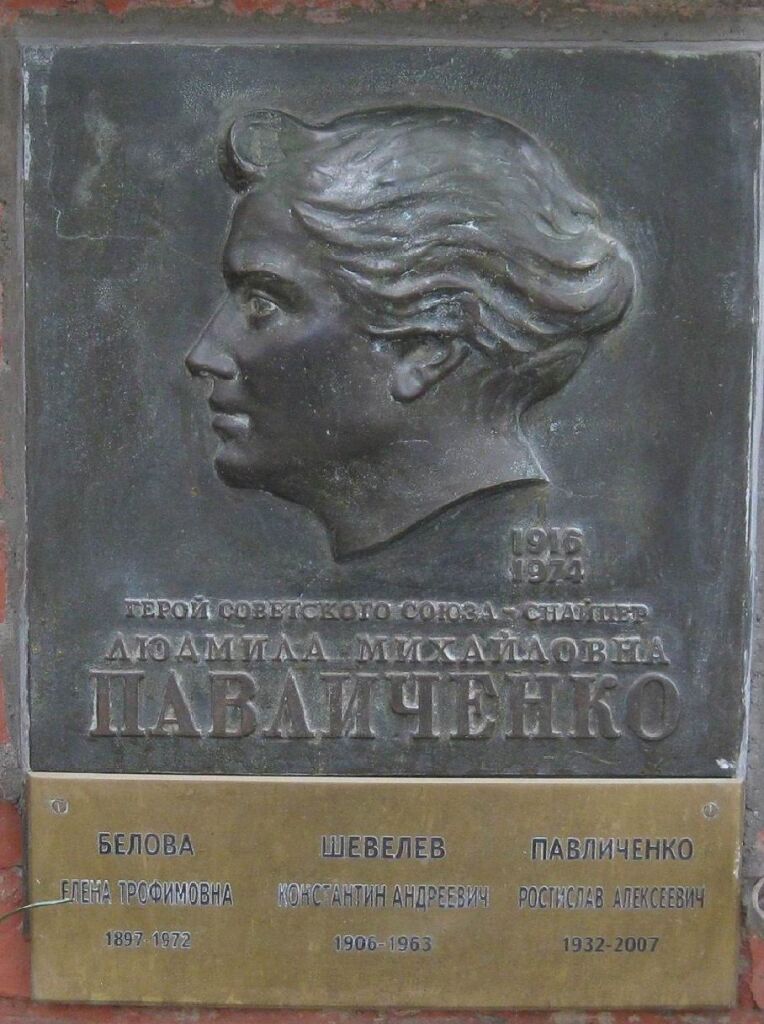 1916
1974
ГЕРОЙ СОВЕТСКОГО СОЮЗА - СНАЙПЕР
ЛЮДМИЛА МИХАЙЛОВНА
ПАВЛИЧЕНКО
БЕЛОВА
ЕЛЕНА ТРОФИМОВНА
1897-1972
ШЕВЕЛЕВ
КОНСТАНТИН АНДРЕЕВИЧ
1906-1963
ПАВЛИЧЕНКО
РОСТИСЛАВ АЛЕКСЕЕВИЧ
1932-2007